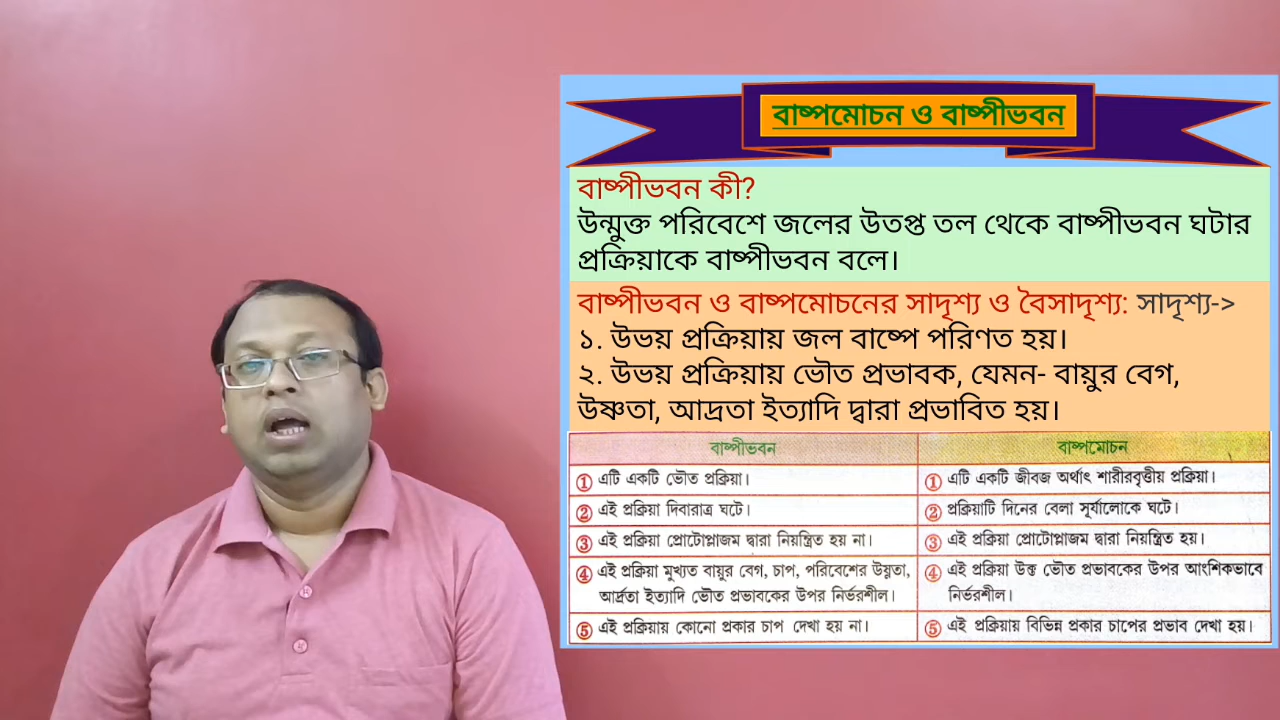 বাষ্পমোচন ও বাষ্পীভবন
বাষ্পীভবন কী?
উন্মুক্ত পরিবেশে জলের উতপ্ত তল থেকে বাষ্পীভবন ঘটার
প্রক্রিয়াকে বাষ্পীভবন বলে।
বাষ্পীভবন ও বাষ্পমোচনের সাদৃশ্য ও বৈসাদৃশ্য: সাদৃশ্য->
১. উভয় প্রক্রিয়ায় জল বাষ্পে পরিণত হয়।
২. উভয় প্রক্রিয়ায় ভৌত প্রভাবক, যেমন- বায়ুর বেগ,
উষ্ণতা, আদ্রতা ইত্যাদি দ্বারা প্রভাবিত হয়।
বাষ্পীভবন বাষ্পমোচন
① এটি একটি ভৌত প্রক্রিয়া। ① এটি একটি জীবজ অর্থাৎ শারীরবৃত্তীয় প্রক্রিয়া।
② এই প্রক্রিয়া দিবারাত্র ঘটে। ② প্রক্রিয়াটি দিনের বেলা সূর্যালোকে ঘটে।
③ এই প্রক্রিয়া প্রোটোপ্লাজম দ্বারা নিয়ন্ত্রিত হয় না। ③ এই প্রক্রিয়া প্রোটোপ্লাজম দ্বারা নিয়ন্ত্রিত হয়।
④ এই প্রক্রিয়া মুখ্যত বায়ুর বেগ, চাপ, পরিবেশের উষ্ণতা, ④ এই প্রক্রিয়া উক্ত ভৌত প্রভাবকের উপর আংশিকভাবে
আর্দ্রতা ইত্যাদি ভৌত প্রভাবকের উপর নির্ভরশীল। নির্ভরশীল।
⑤ এই প্রক্রিয়ায় কোনো প্রকার চাপ দেখা হয় না। ⑤ এই প্রক্রিয়ায় বিভিন্ন প্রকার চাপের প্রভাব দেখা হয়।